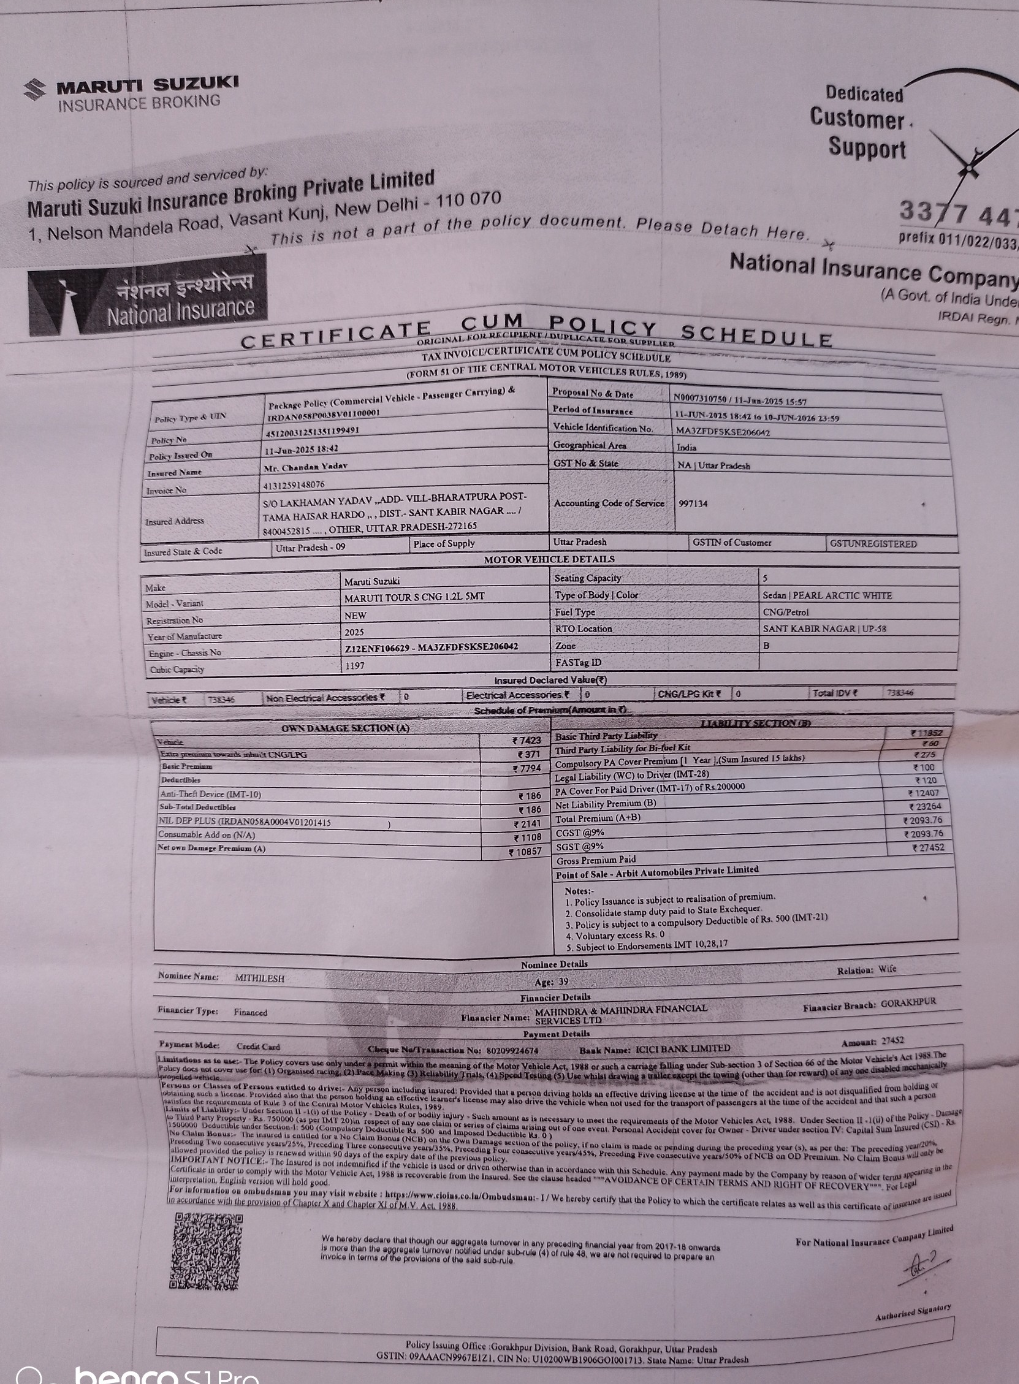 MARUTI SUZUKI
INSURANCE BROKING
Dedicated
Customer
Support
This policy is sourced and serviced by:
Maruti Suzuki Insurance Broking Private Limited
1, Nelson Mandela Road, Vasant Kunj, New Delhi - 110 070
3377 447
prefix 011/022/033
This is not a part of the policy document. Please Detach Here.
नेशनल इन्श्योरेन्स
National Insurance
National Insurance Company
(A Govt. of India Unde
IRDAI Regn.
CERTIFICATE CUM POLICY SCHEDULE
ORIGINAL FOR RECIPIENT / DUPLICATE FOR SUPPLIER
TAX INVOICE/CERTIFICATE CUM POLICY SCHEDULE
(FORM 51 OF THE CENTRAL MOTOR VEHICLES RULES, 1989)
Policy Type & UIN Package Policy (Commercial Vehicle - Passenger Carrying) & IRDAN058P0038V01100001
Policy No 45120031251351199491
Policy Issued On 11-Jun-2025 18:42
Insured Name Mr. Chandan Yadav
Invoice No 4131259148076
Insured Address S/O LAKHAMAN YADAV ,,ADD- VILL-BHARATPURA POST-
TAMA HAISAR HARDO ,, , DIST.- SANT KABIR NAGAR .... /
8400452815 .... , OTHER, UTTAR PRADESH-272165
Proposal No & Date N0007310750 / 11-Jun-2025 15:57
Period of Insurance 11-JUN-2025 18:42 to 10-JUN-2026 23:59
Vehicle Identification No. MA3ZFDFSKSE206042
Geographical Area India
GST No & State NA | Uttar Pradesh
Accounting Code of Service 997134
Insured State & Code Uttar Pradesh - 09 Place of Supply Uttar Pradesh GSTIN of Customer GSTUNREGISTERED
MOTOR VEHICLE DETAILS
Make Maruti Suzuki Seating Capacity 5
Model - Variant MARUTI TOUR S CNG 1.2L 5MT Type of Body | Color Sedan | PEARL ARCTIC WHITE
Registration No NEW Fuel Type CNG/Petrol
Year of Manufacture 2025 RTO Location SANT KABIR NAGAR | UP-58
Engine - Chassis No Z12ENF106629 - MA3ZFDFSKSE206042 Zone B
Cubic Capacity 1197 FASTag ID
Insured Declared Value(₹)
Vehicle ₹ 738346 Non Electrical Accessories ₹ 0 Electrical Accessories ₹ 0 CNG/LPG Kit ₹ 0 Total IDV ₹ 738346
Schedule of Premium(Amount in ₹)
OWN DAMAGE SECTION (A)
Vehicle ₹ 7423
Extra premium towards inbuilt CNG/LPG ₹ 371
Basic Premium ₹ 7794
Deductibles
Anti-Theft Device (IMT-10) ₹ 186
Sub-Total Deductibles ₹ 186
NIL DEP PLUS (IRDAN058A0004V01201415 ) ₹ 2141
Consumable Add on (N/A) ₹ 1108
Net own Damage Premium (A) ₹ 10857
LIABILITY SECTION (B)
Basic Third Party Liability ₹ 11852
Third Party Liability for Bi-fuel Kit ₹ 60
Compulsory PA Cover Premium [1 Year ],(Sum Insured 15 lakhs) ₹ 275
Legal Liability (WC) to Driver (IMT-28) ₹ 100
PA Cover For Paid Driver (IMT-17) of Rs.200000 ₹ 120
Net Liability Premium (B) ₹ 12407
Total Premium (A+B) ₹ 23264
CGST @9% ₹ 2093.76
SGST @9% ₹ 2093.76
Gross Premium Paid ₹ 27452
Point of Sale - Arbit Automobiles Private Limited
Notes:-
1. Policy Issuance is subject to realisation of premium.
2. Consolidate stamp duty paid to State Exchequer.
3. Policy is subject to a compulsory Deductible of Rs. 500 (IMT-21)
4. Voluntary excess Rs. 0
5. Subject to Endorsements IMT 10,28,17
Nominee Details
Nominee Name: MITHILESH Age: 39 Relation: Wife
Financier Details
Financier Type: Financed Financier Name: MAHINDRA & MAHINDRA FINANCIAL SERVICES LTD Financier Branch: GORAKHPUR
Payment Details
Payment Mode: Credit Card Cheque No/Transaction No: 80209924674 Bank Name: ICICI BANK LIMITED Amount: 27452
Limitations as to use:- The Policy covers use only under a permit within the meaning of the Motor Vehicle Act, 1988 or such a carriage falling under Sub-section 3 of Section 66 of the Motor Vehicle's Act 1988. The
Policy does not cover use for: (1) Organised racing, (2) Pace Making (3) Reliability Trials, (4) Speed Testing (5) Use whilst drawing a trailer except the towing (other than for reward) of any one disabled mechanically
propelled vehicle.
Persons or Classes of Persons entitled to drive:- Any person including insured: Provided that a person driving holds an effective driving license at the time of the accident and is not disqualified from holding or
obtaining such a license. Provided also that the person holding an effective learner's license may also drive the vehicle when not used for the transport of passengers at the time of the accident and that such a person
satisfies the requirements of Rule 3 of the Central Motor Vehicles Rules, 1989.
Limits of Liability:- Under Section II -1(i) of the Policy - Death of or bodily injury - Such amount as is necessary to meet the requirements of the Motor Vehicles Act, 1988. Under Section II -1(ii) of the Policy - Damage
to Third Party Property - Rs. 750000 (as per IMT 20)in respect of any one claim or series of claims arising out of one event. Personal Accident cover for Owner - Driver under section IV: Capital Sum Insured (CSI) - Rs.
1500000 Deductible under Section-I: 500 (Compulsory Deductible Rs. 500 and Imposed Deductible Rs. 0 )
No Claim Bonus:- The insured is entitled for a No Claim Bonus (NCB) on the Own Damage section of the policy, if no claim is made or pending during the preceding year (s), as per the: The preceding year/20%,
Preceding Two consecutive years/25%, Preceding Three consecutive years/35%, Preceding Four consecutive years/45%, Preceding Five consecutive years/50% of NCB on OD Premium. No Claim Bonus will only be
allowed provided the policy is renewed within 90 days of the expiry date of the previous policy.
IMPORTANT NOTICE:- The Insured is not indemnified if the vehicle is used or driven otherwise than in accordance with this Schedule. Any payment made by the Company by reason of wider terms appearing in the
Certificate in order to comply with the Motor Vehicle Act, 1988 is recoverable from the Insured. See the clause headed """AVOIDANCE OF CERTAIN TERMS AND RIGHT OF RECOVERY""". For Legal
interpretation, English version will hold good.
For information on ombudsman you may visit website : https://www.cioins.co.in/Ombudsman:- I / We hereby certify that the Policy to which the certificate relates as well as this certificate of insurance are issued
in accordance with the provision of Chapter X and Chapter XI of M.V. Act, 1988.
We hereby declare that though our aggregate turnover in any preceding financial year from 2017-18 onwards
is more than the aggregate turnover notified under sub-rule (4) of rule 48, we are not required to prepare an
invoice in terms of the provisions of the said sub-rule.
For National Insurance Company Limited
Authorised Signatory
Policy Issuing Office :Gorakhpur Division, Bank Road, Gorakhpur, Uttar Pradesh
GSTIN: 09AAACN9967E1Z1, CIN No: U10200WB1906GOI001713, State Name: Uttar Pradesh
benco S1Pro